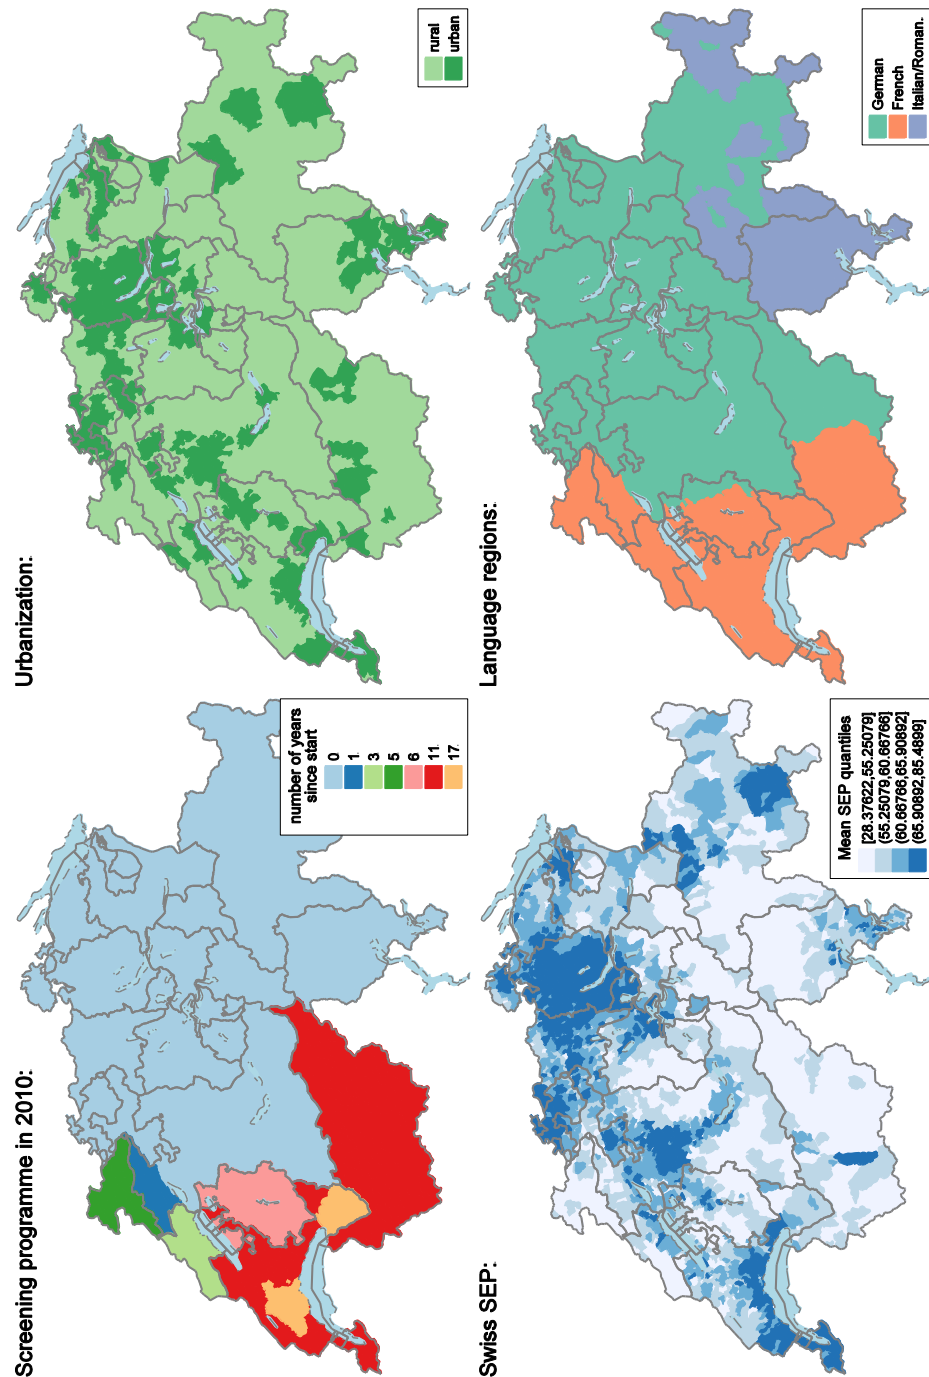 Screening programme in 2010:
number of years
since start
0
1
3
5
6
11
17
Urbanization:
rural
urban
Swiss SEP:
Mean SEP quantiles
[28.37622,55.25079]
(55.25079,60.66766]
(60.66766,65.90892]
(65.90892,85.4899]
Language regions:
German
French
Italian/Roman.